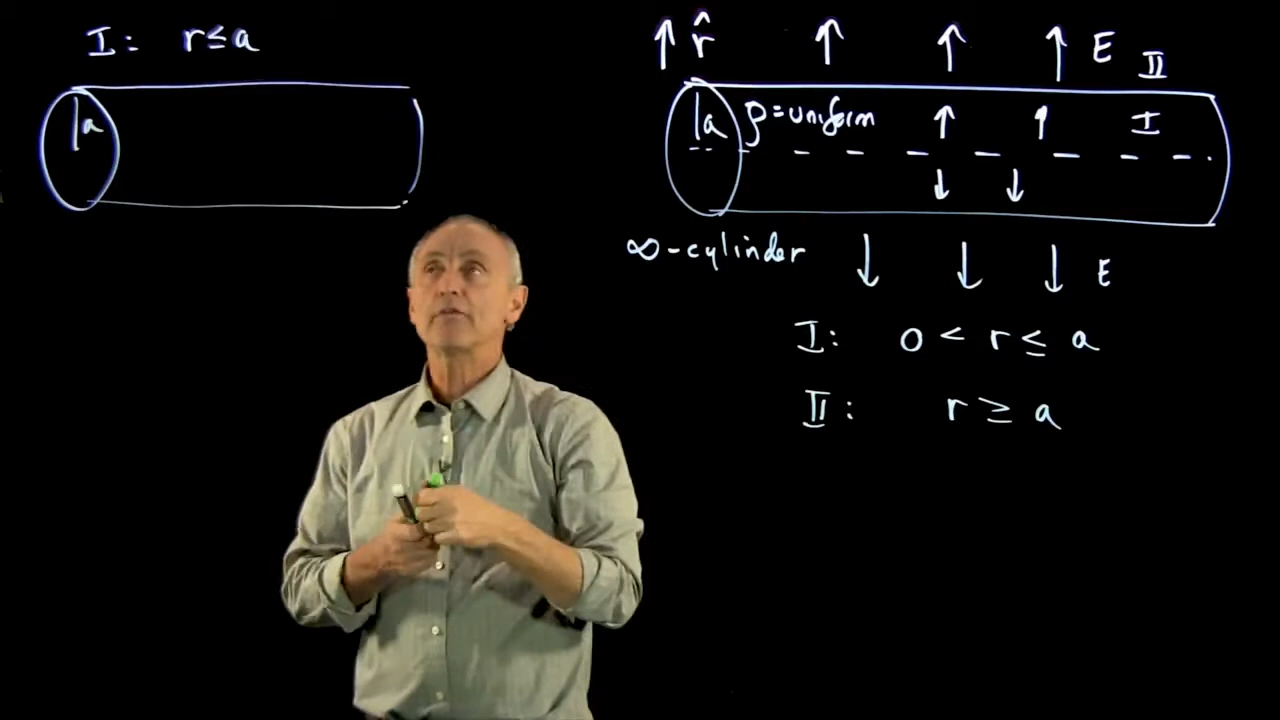 I: r≤a
a
r̂
E
II
a
ρ=uniform
I
∞-cylinder
E
I: 0 < r ≤ a
II: r ≥ a